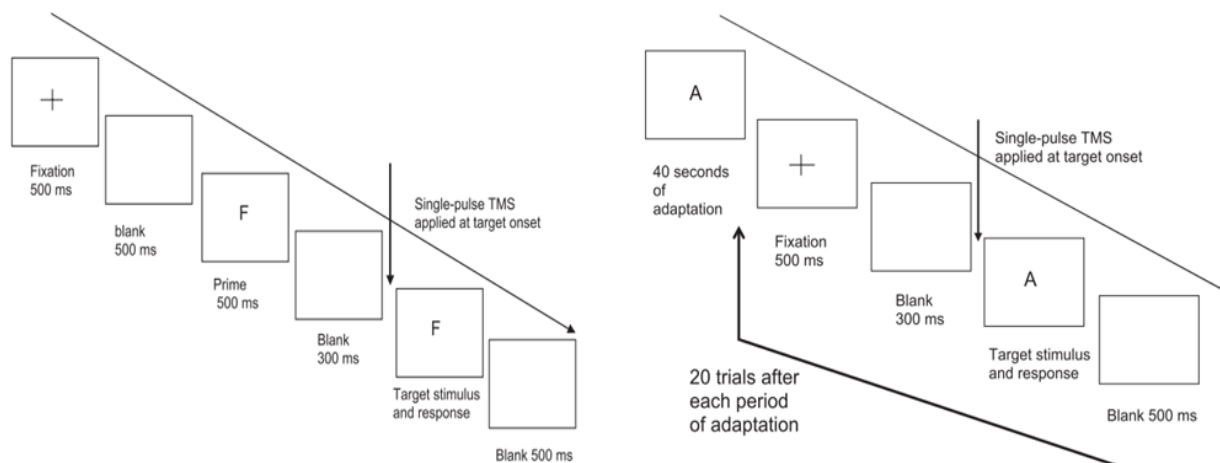 Fixation
500 ms
blank
500 ms
F
Prime
500 ms
Blank
300 ms
Single-pulse TMS
applied at target onset
F
Target stimulus
and response
Blank 500 ms
A
40 seconds
of
adaptation
Fixation
500 ms
Blank
300 ms
Single-pulse TMS
applied at target onset
A
Target stimulus
and response
Blank 500 ms
20 trials after
each period
of adaptation